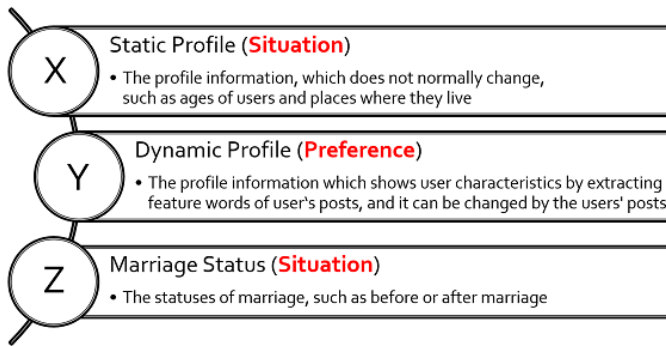 X
Static Profile (Situation)
• The profile information, which does not normally change,
such as ages of users and places where they live
Y
Dynamic Profile (Preference)
• The profile information which shows user characteristics by extracting
feature words of user's posts, and it can be changed by the users' posts
Z
Marriage Status (Situation)
• The statuses of marriage, such as before or after marriage